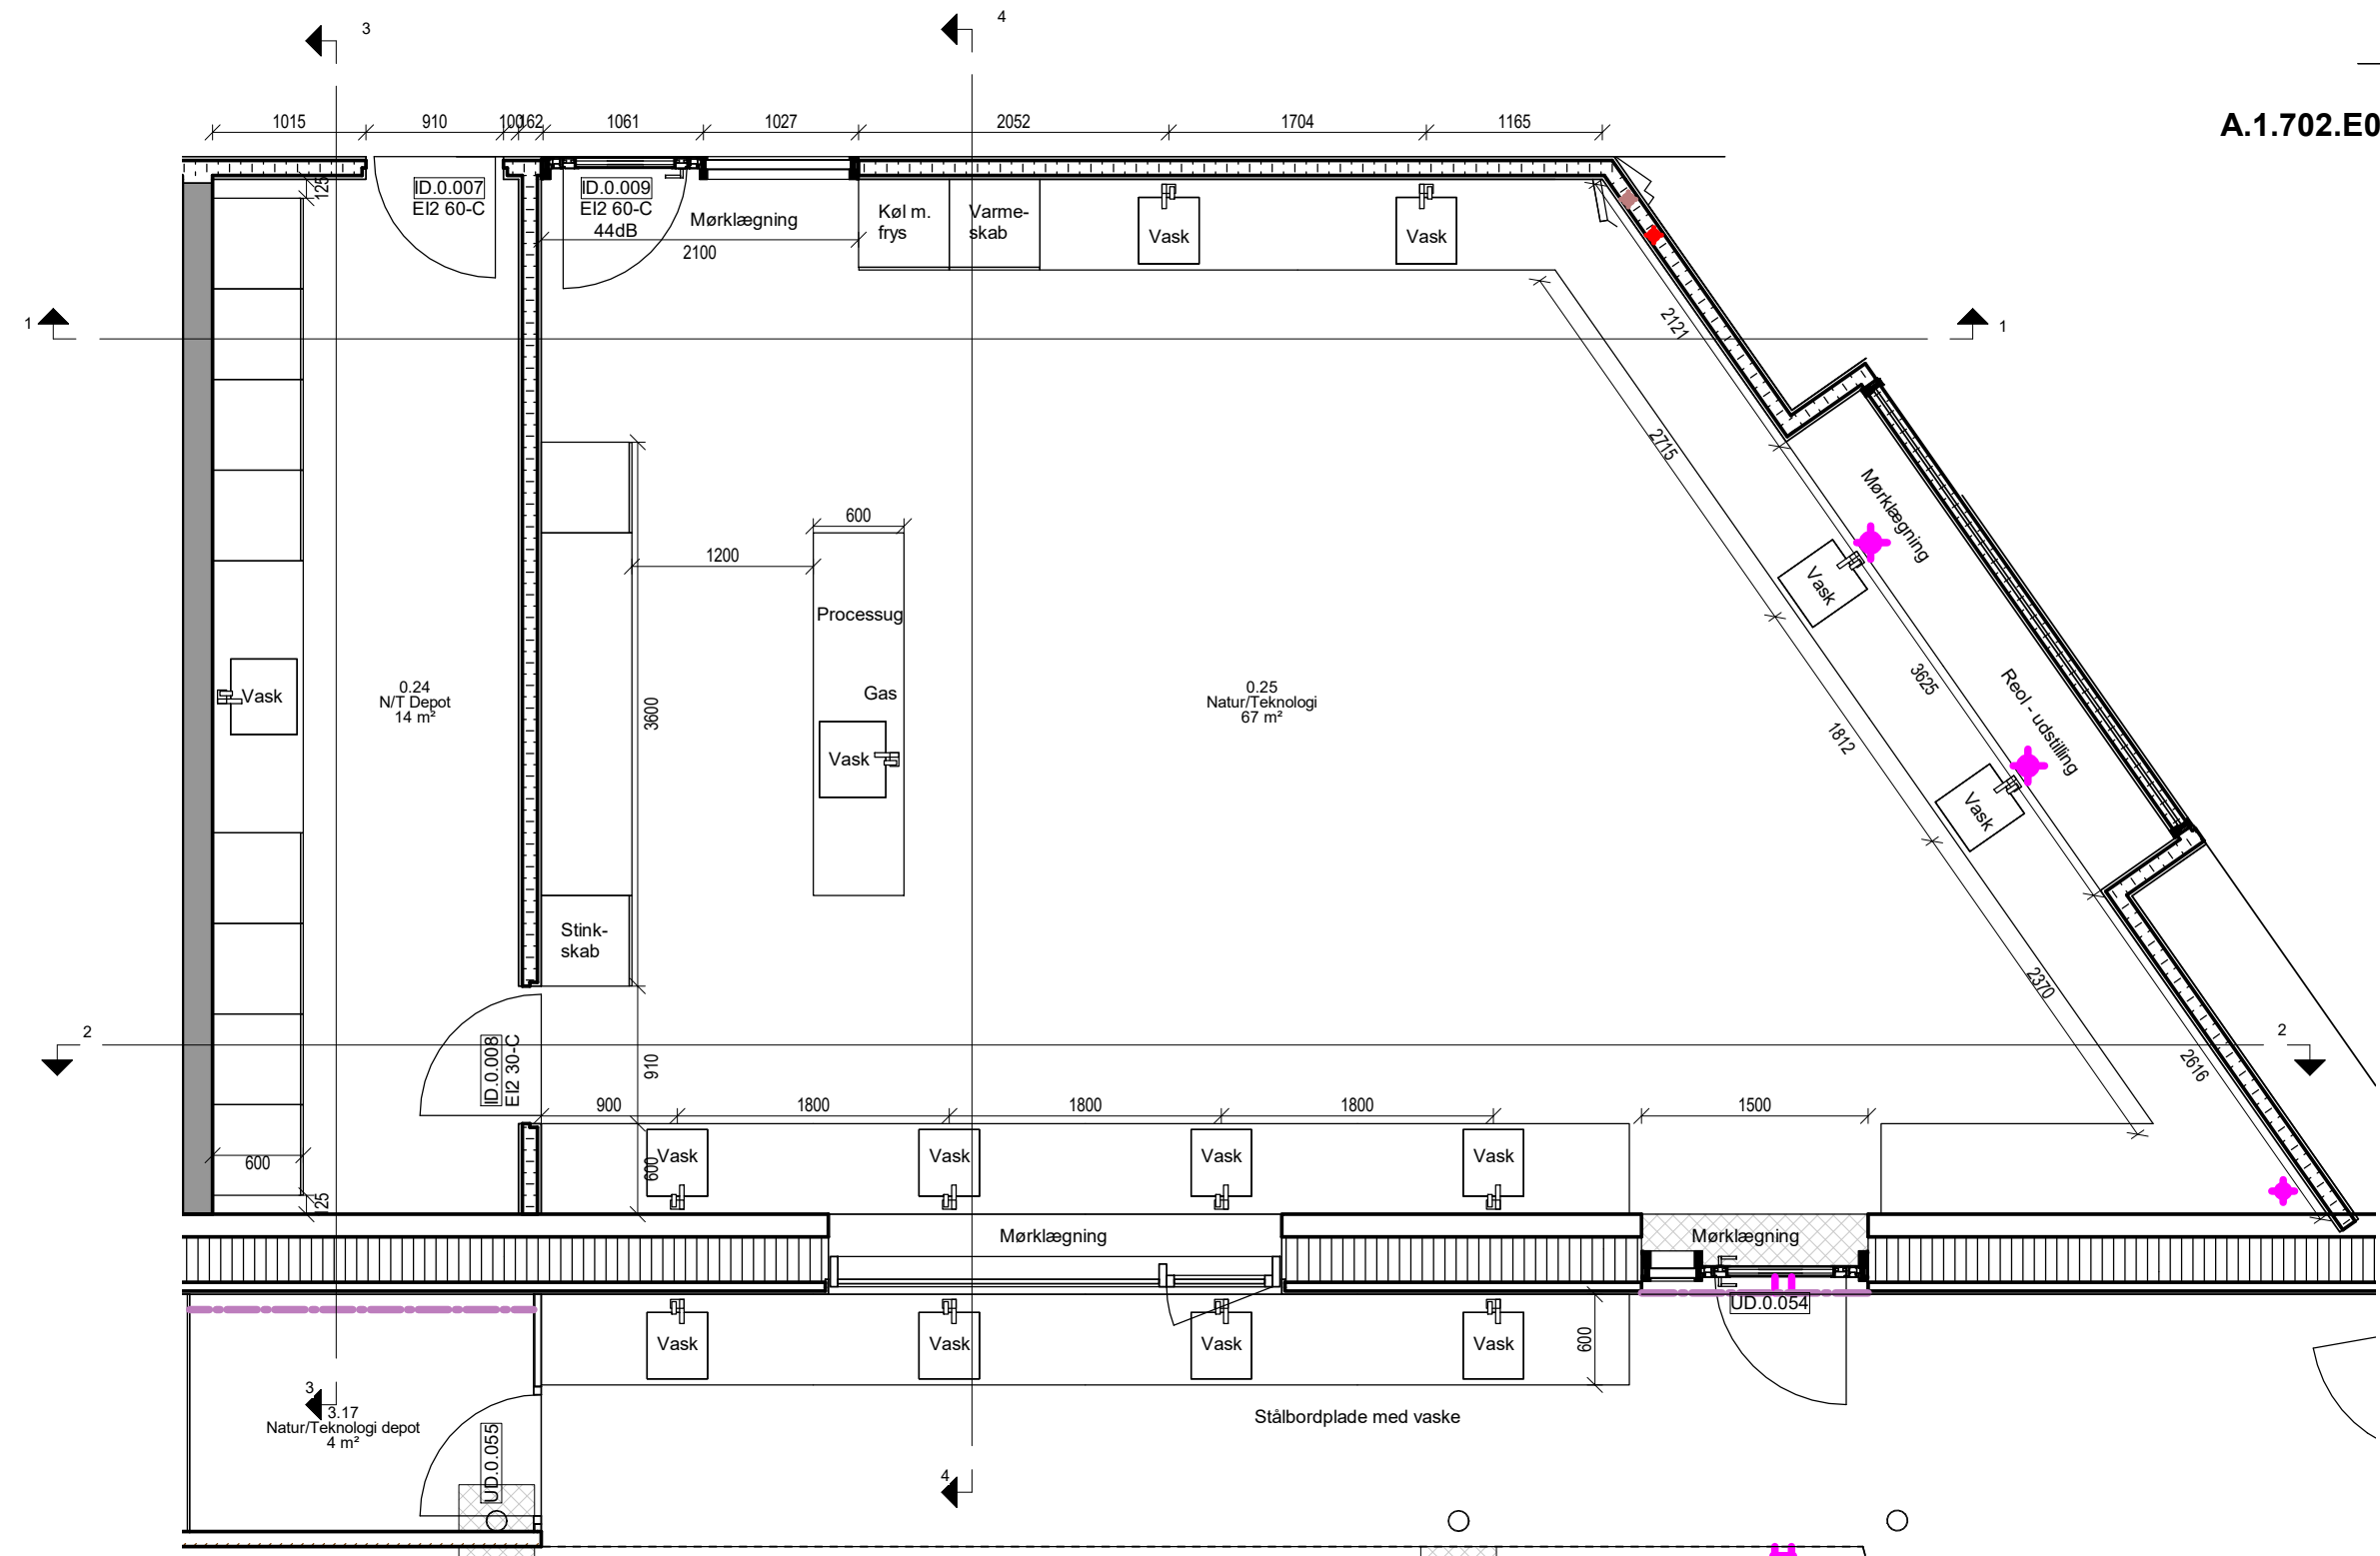 3
4
A.1.702.E0
1015
910
100
162
1061
1027
2052
1704
1165
125
ID.0.007
EI2 60-C
ID.0.009
EI2 60-C
44dB
Mørklægning
2100
Køl m.
frys
Varme-
skab
Vask
Vask
1
1
2121
2715
Mørklægning
600
1200
Processug
Gas
Vask
Vask
3625
Reol - udstilling
Vask
0.24
N/T Depot
14 m²
3600
Vask
0.25
Natur/Teknologi
67 m²
1812
Vask
Stink-
skab
2370
2
2
ID.0.008
EI2 30-C
910
2616
900
1800
1800
1800
1500
600
125
600
Vask
Vask
Vask
Vask
Mørklægning
Mørklægning
UD.0.054
Vask
Vask
Vask
Vask
600
3
3.17
Natur/Teknologi depot
4 m²
UD.0.055
Stålbordplade med vaske
4